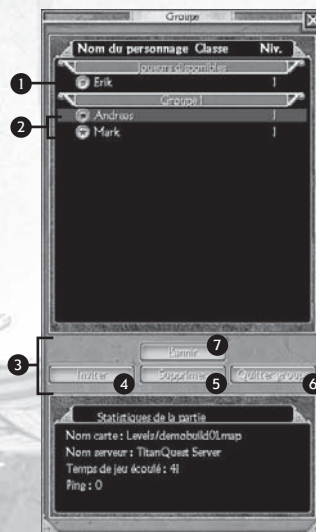 Groupe
Nom du personnage Classe Niv.
Joueurs disponibles
1 Erik 1
Groupe 1
2 Andreas 1
Mark 1
3
7
Bannir
Inviter 4 Supprimer 5 Quitter groupe 6
Statistiques de la partie
Nom carte : Levels/demobuild01.map
Nom serveur : TitanQuest Server
Temps de jeu écoulé : 41
Ping : 0